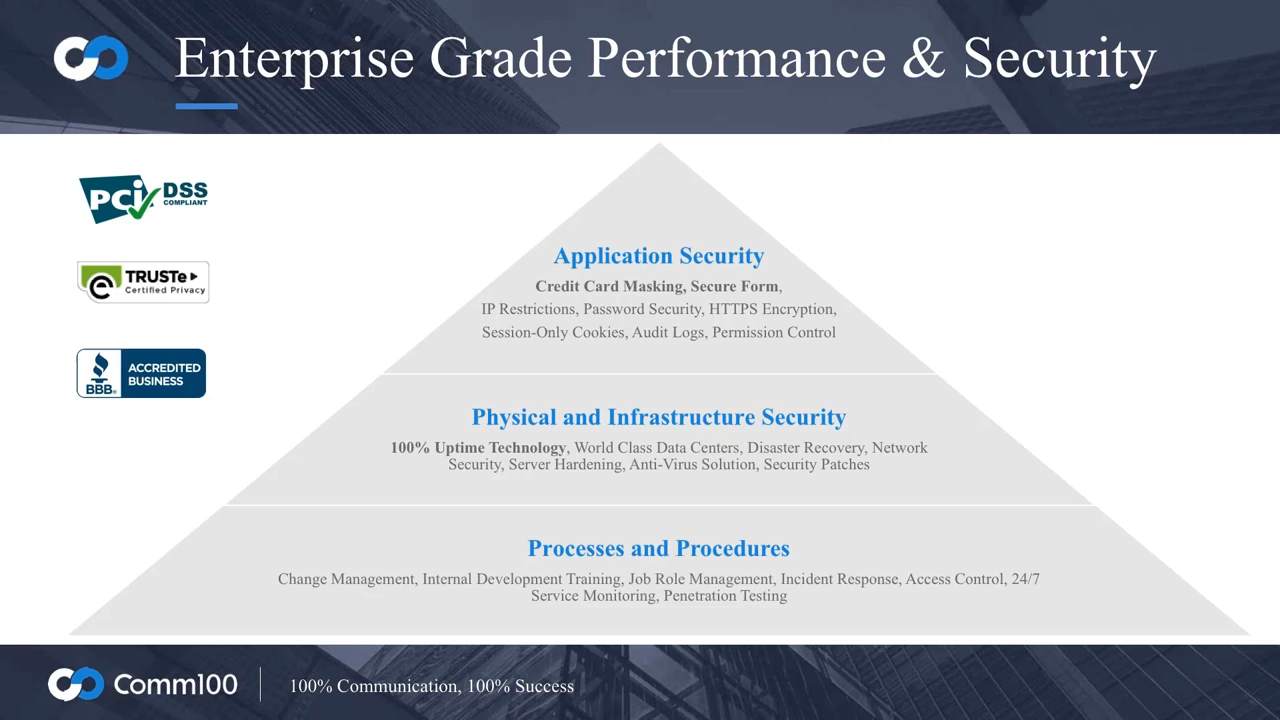 Enterprise Grade Performance & Security
PCi DSS
COMPLIANT
TRUSTe
Certified Privacy
BBB®
ACCREDITED
BUSINESS
Application Security
Credit Card Masking, Secure Form,
IP Restrictions, Password Security, HTTPS Encryption,
Session-Only Cookies, Audit Logs, Permission Control
Physical and Infrastructure Security
100% Uptime Technology, World Class Data Centers, Disaster Recovery, Network
Security, Server Hardening, Anti-Virus Solution, Security Patches
Processes and Procedures
Change Management, Internal Development Training, Job Role Management, Incident Response, Access Control, 24/7
Service Monitoring, Penetration Testing
Comm100
100% Communication, 100% Success